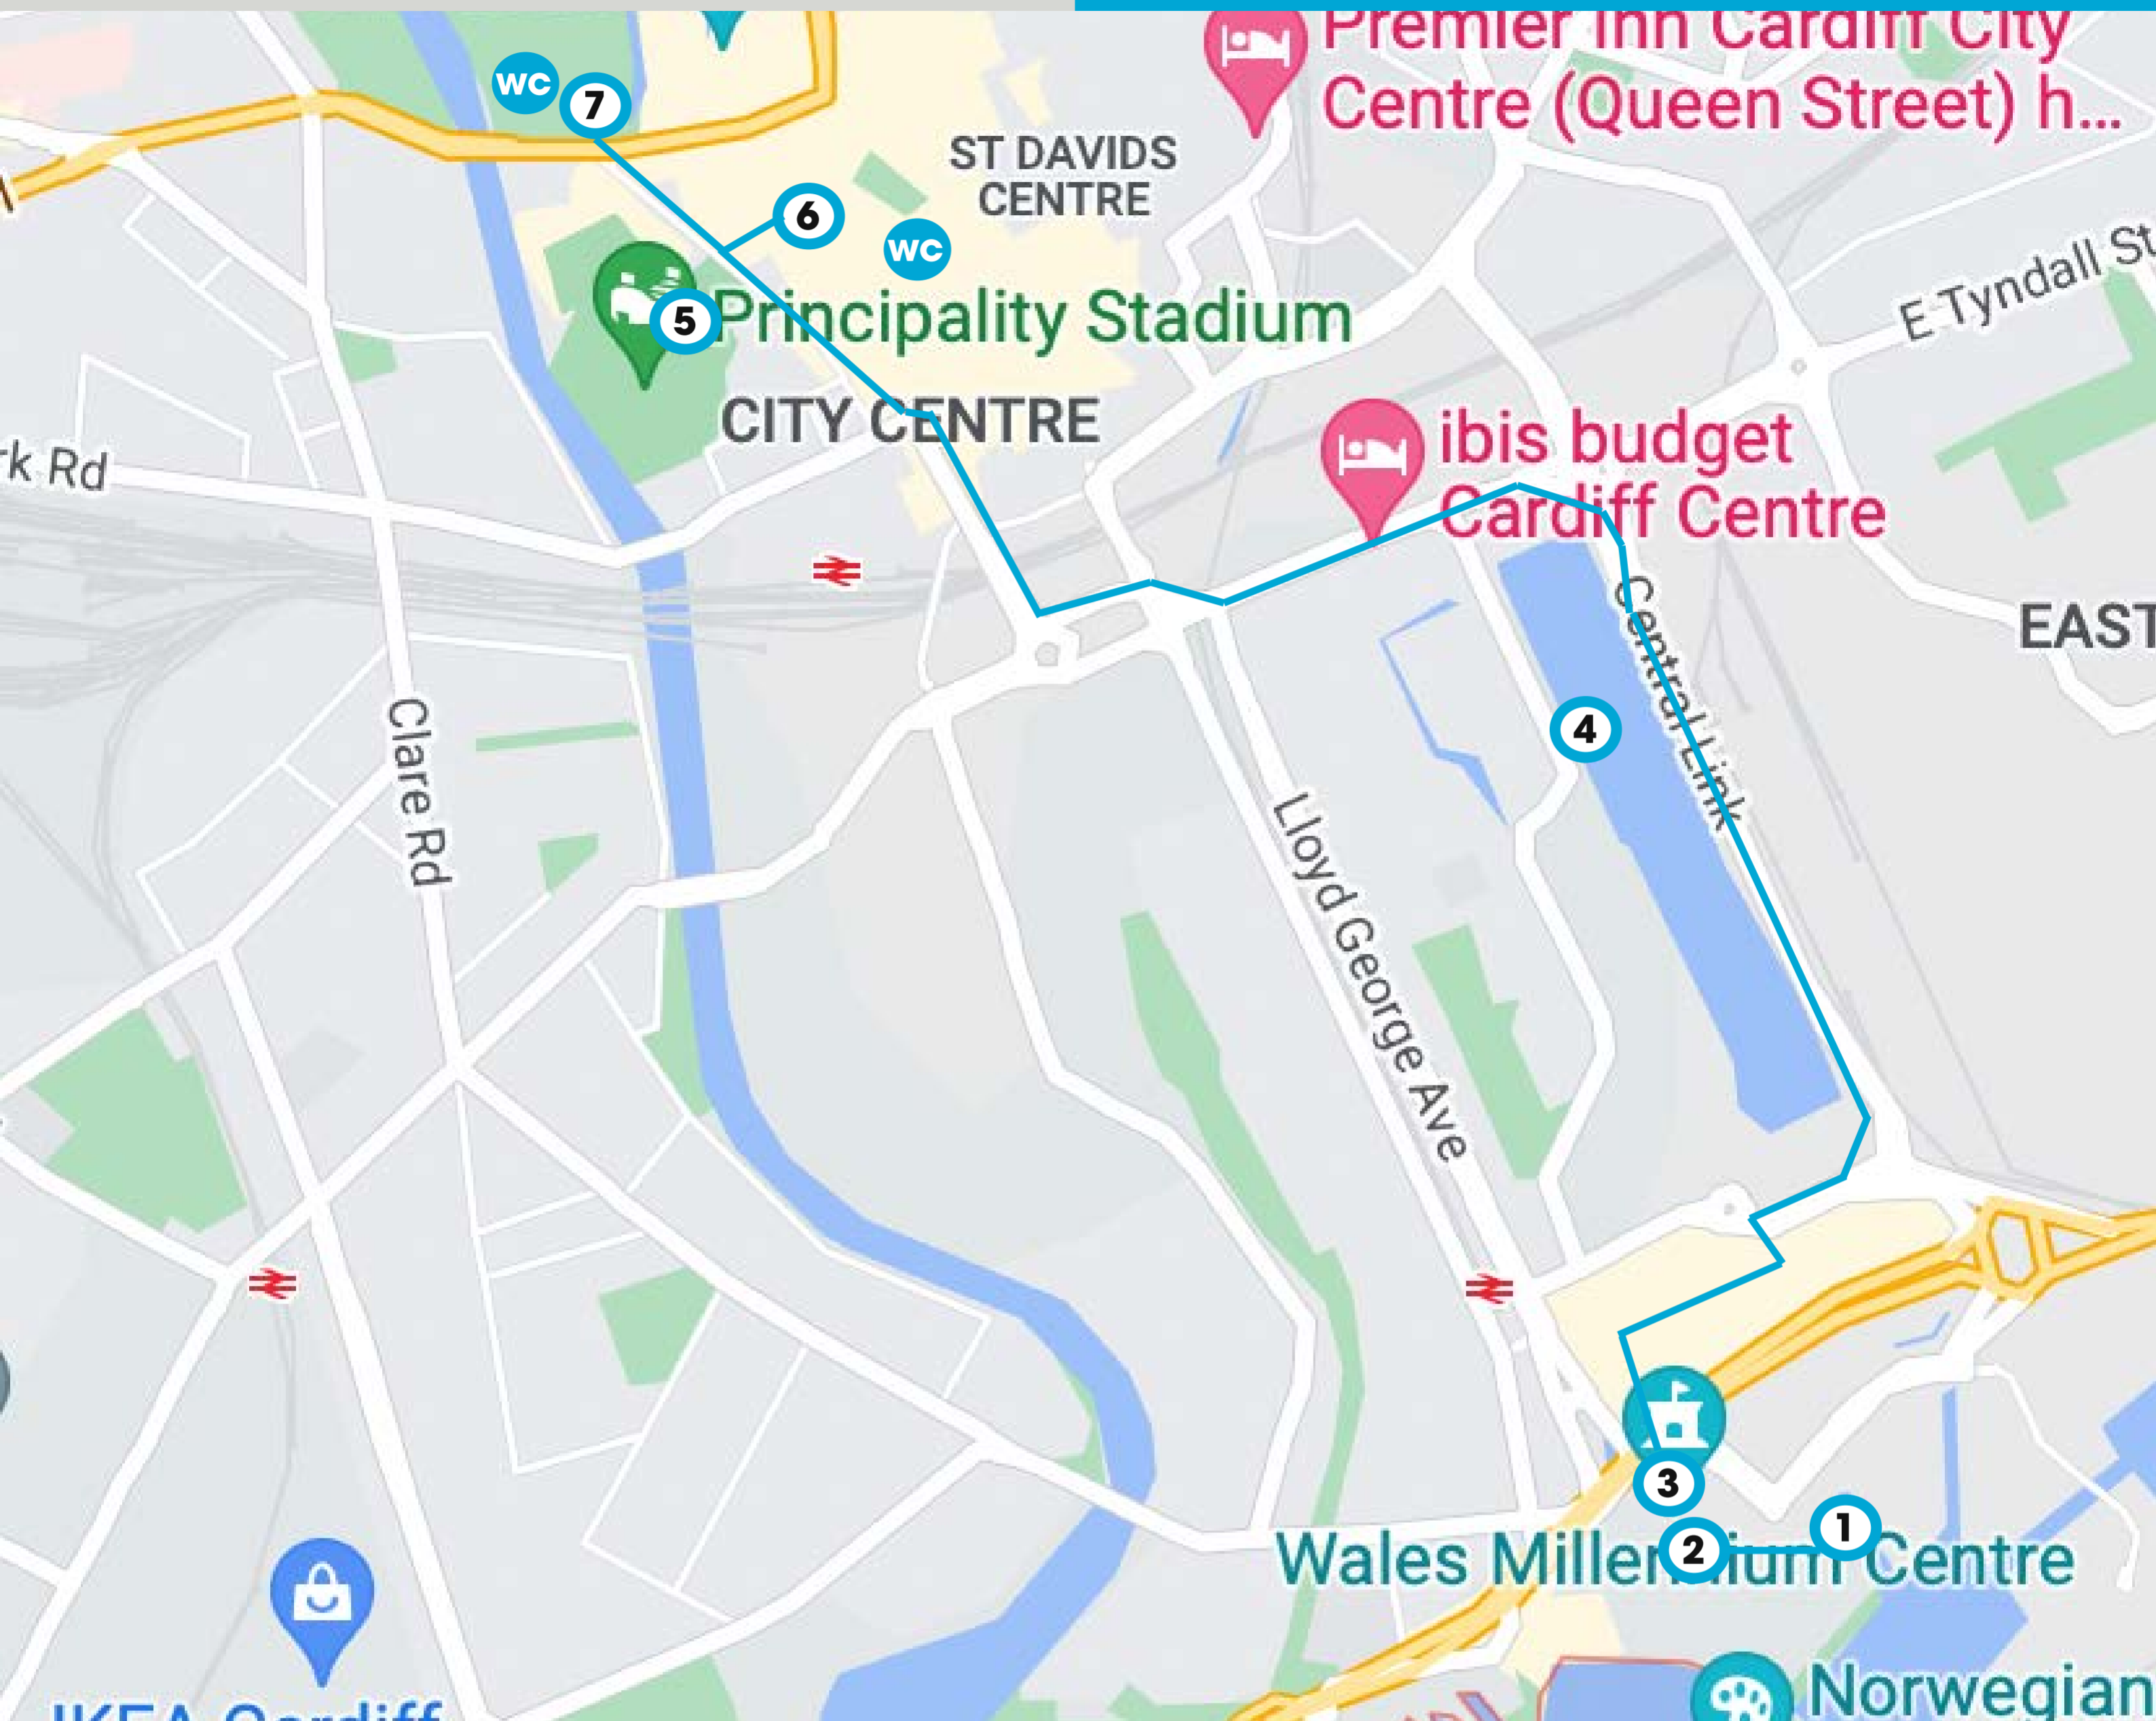 Premier Inn Cardiff City
Centre (Queen Street) h...
WC
7
ST DAVIDS
CENTRE
6
WC
5
Principality Stadium
CITY CENTRE
E Tyndall St
ibis budget
Cardiff Centre
rk Rd
Central Link
EAST
4
Clare Rd
Lloyd George Ave
3
1
2
Wales Millennium Centre
Norwegian
IKEA Cardiff